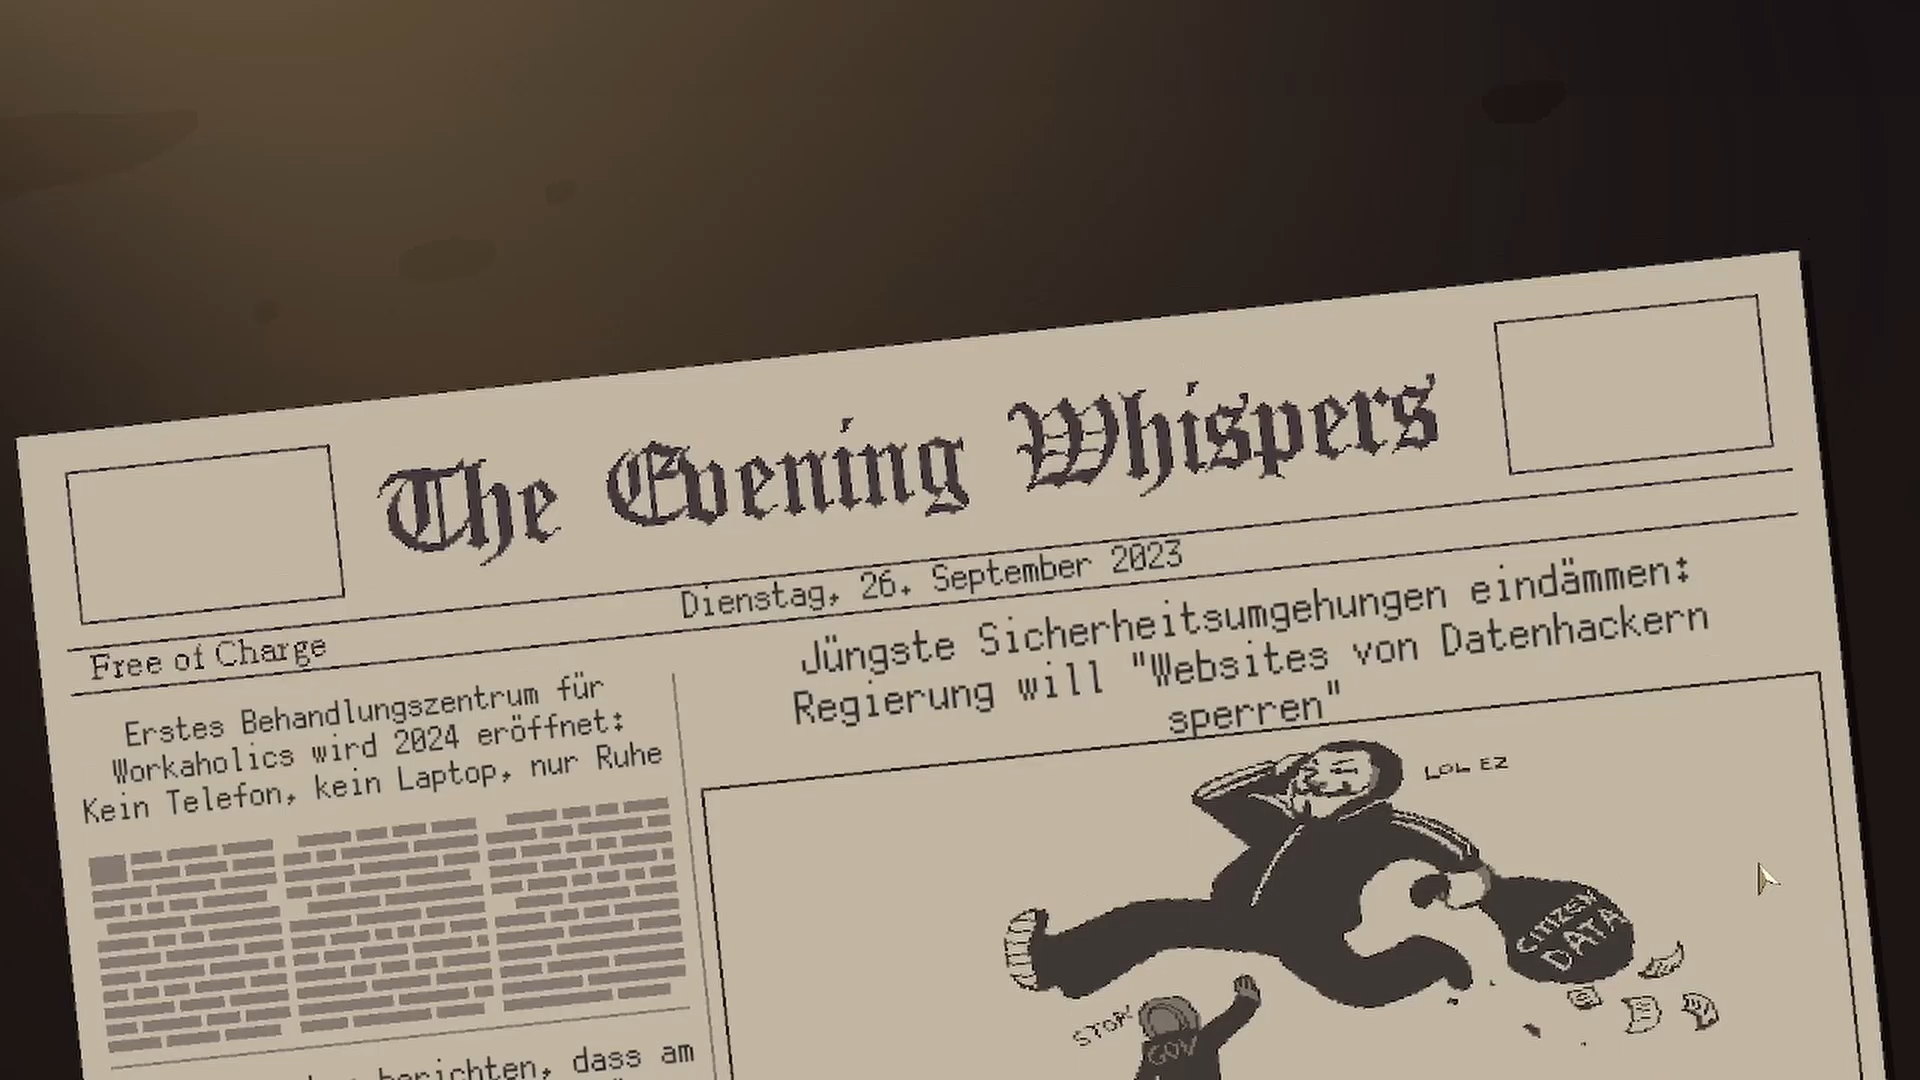 The Evening Whispers
Dienstag, 26. September 2023
Free of Charge
Erstes Behandlungszentrum für
Workaholics wird 2024 eröffnet:
Kein Telefon, kein Laptop, nur Ruhe
berichten, dass am
Jüngste Sicherheitsumgehungen eindämmen:
Regierung will "Websites von Datenhackern
sperren"
LOL EZ
CITIZEN
DATA
STOP!
GOV